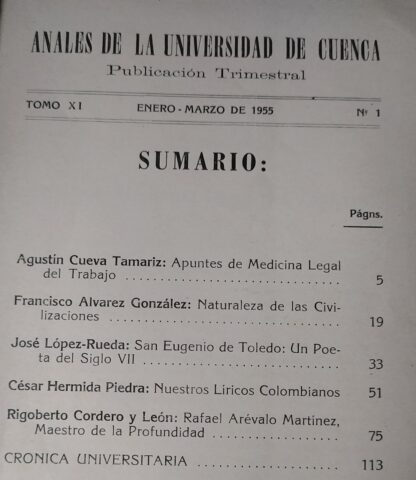 ANALES DE LA UNIVERSIDAD DE CUENCA
Publicación Trimestral
TOMO XI ENERO - MARZO DE 1955 Nº 1
SUMARIO:
Págns.
Agustín Cueva Tamariz: Apuntes de Medicina Legal
del Trabajo .................... 5
Francisco Alvarez González: Naturaleza de las Civi-
lizaciones .................... 19
José López-Rueda: San Eugenio de Toledo: Un Poe-
ta del Siglo VII .................... 33
César Hermida Piedra: Nuestros Liricos Colombianos 51
Rigoberto Cordero y León: Rafael Arévalo Martinez,
Maestro de la Profundidad .................... 75
CRONICA UNIVERSITARIA .................... 113